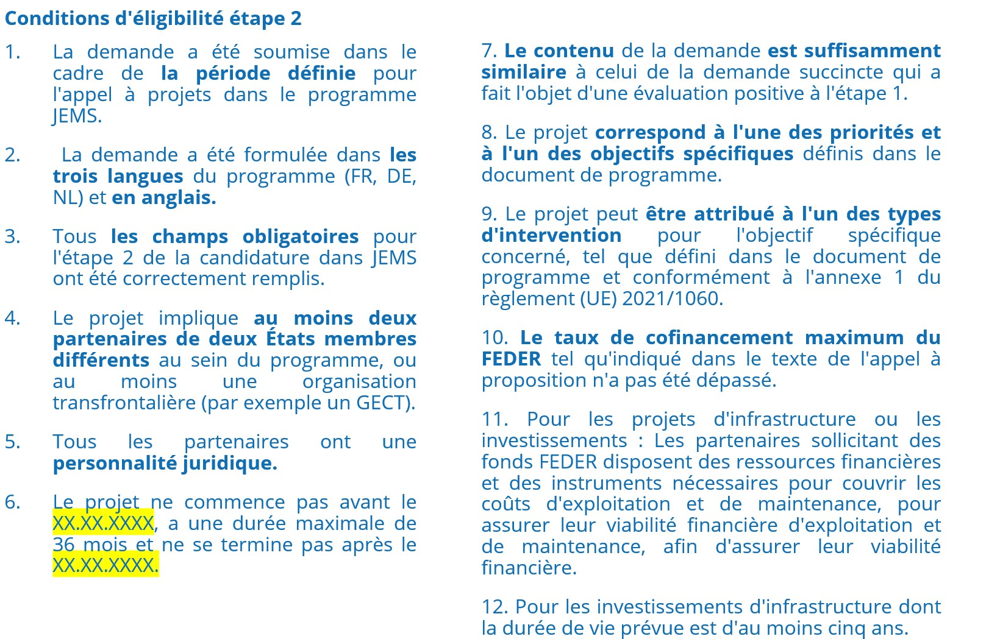 Conditions d'éligibilité étape 2
1. La demande a été soumise dans le
cadre de la période définie pour
l'appel à projets dans le programme
JEMS.
2. La demande a été formulée dans les
trois langues du programme (FR, DE,
NL) et en anglais.
3. Tous les champs obligatoires pour
l'étape 2 de la candidature dans JEMS
ont été correctement remplis.
4. Le projet implique au moins deux
partenaires de deux États membres
différents au sein du programme, ou
au moins une organisation
transfrontalière (par exemple un GECT).
5. Tous les partenaires ont une
personnalité juridique.
6. Le projet ne commence pas avant le
XX.XX.XXXX, a une durée maximale de
36 mois et ne se termine pas après le
XX.XX.XXXX.
7. Le contenu de la demande est suffisamment
similaire à celui de la demande succincte qui a
fait l'objet d'une évaluation positive à l'étape 1.
8. Le projet correspond à l'une des priorités et
à l'un des objectifs spécifiques définis dans le
document de programme.
9. Le projet peut être attribué à l'un des types
d'intervention pour l'objectif spécifique
concerné, tel que défini dans le document de
programme et conformément à l'annexe 1 du
règlement (UE) 2021/1060.
10. Le taux de cofinancement maximum du
FEDER tel qu'indiqué dans le texte de l'appel à
proposition n'a pas été dépassé.
11. Pour les projets d'infrastructure ou les
investissements : Les partenaires sollicitant des
fonds FEDER disposent des ressources financières
et des instruments nécessaires pour couvrir les
coûts d'exploitation et de maintenance, pour
assurer leur viabilité financière d'exploitation et
de maintenance, afin d'assurer leur viabilité
financière.
12. Pour les investissements d'infrastructure dont
la durée de vie prévue est d'au moins cinq ans.